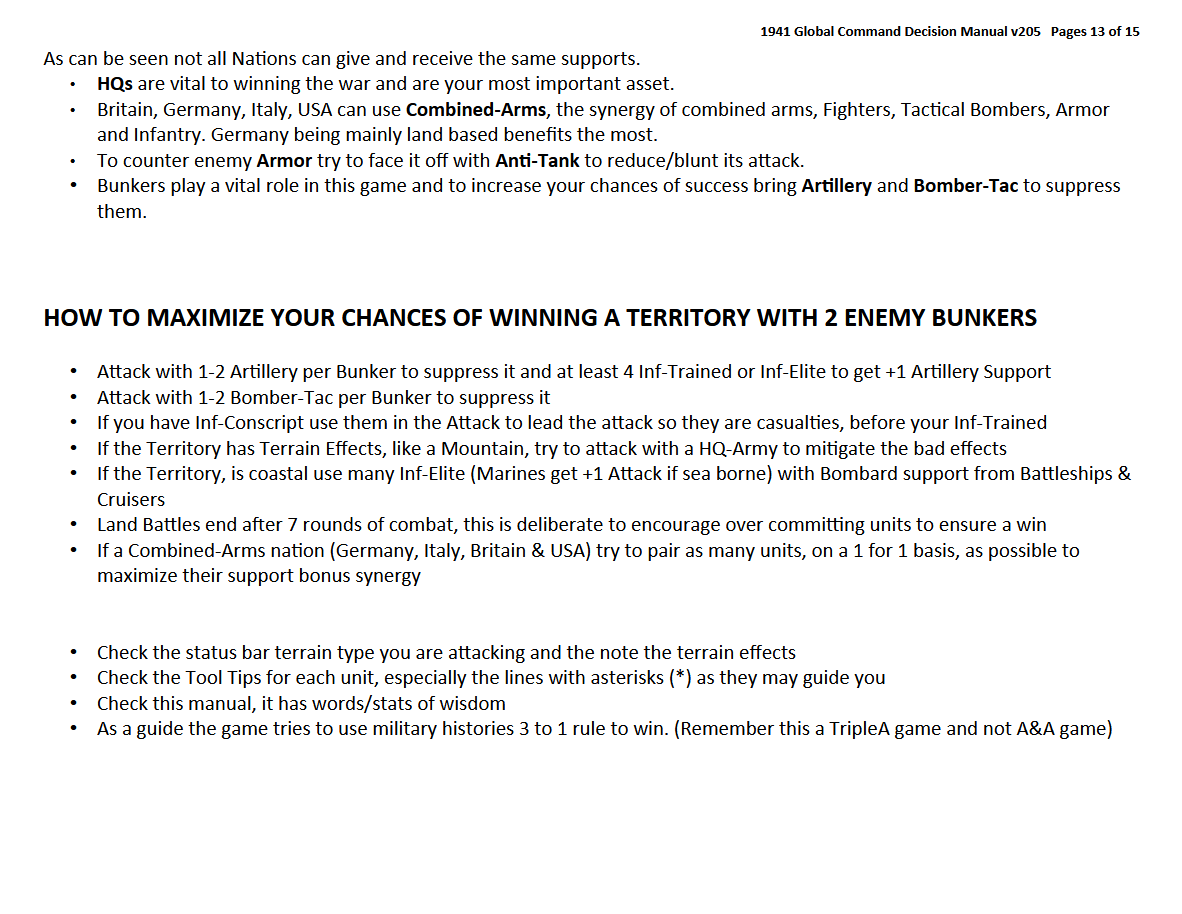 1941 Global Command Decision Manual v205 Pages 13 of 15
As can be seen not all Nations can give and receive the same supports.
• HQs are vital to winning the war and are your most important asset.
• Britain, Germany, Italy, USA can use Combined-Arms, the synergy of combined arms, Fighters, Tactical Bombers, Armor
and Infantry. Germany being mainly land based benefits the most.
• To counter enemy Armor try to face it off with Anti-Tank to reduce/blunt its attack.
• Bunkers play a vital role in this game and to increase your chances of success bring Artillery and Bomber-Tac to suppress
them.
HOW TO MAXIMIZE YOUR CHANCES OF WINNING A TERRITORY WITH 2 ENEMY BUNKERS
• Attack with 1-2 Artillery per Bunker to suppress it and at least 4 Inf-Trained or Inf-Elite to get +1 Artillery Support
• Attack with 1-2 Bomber-Tac per Bunker to suppress it
• If you have Inf-Conscript use them in the Attack to lead the attack so they are casualties, before your Inf-Trained
• If the Territory has Terrain Effects, like a Mountain, try to attack with a HQ-Army to mitigate the bad effects
• If the Territory, is coastal use many Inf-Elite (Marines get +1 Attack if sea borne) with Bombard support from Battleships &
Cruisers
• Land Battles end after 7 rounds of combat, this is deliberate to encourage over committing units to ensure a win
• If a Combined-Arms nation (Germany, Italy, Britain & USA) try to pair as many units, on a 1 for 1 basis, as possible to
maximize their support bonus synergy
• Check the status bar terrain type you are attacking and the note the terrain effects
• Check the Tool Tips for each unit, especially the lines with asterisks (*) as they may guide you
• Check this manual, it has words/stats of wisdom
• As a guide the game tries to use military histories 3 to 1 rule to win. (Remember this a TripleA game and not A&A game)